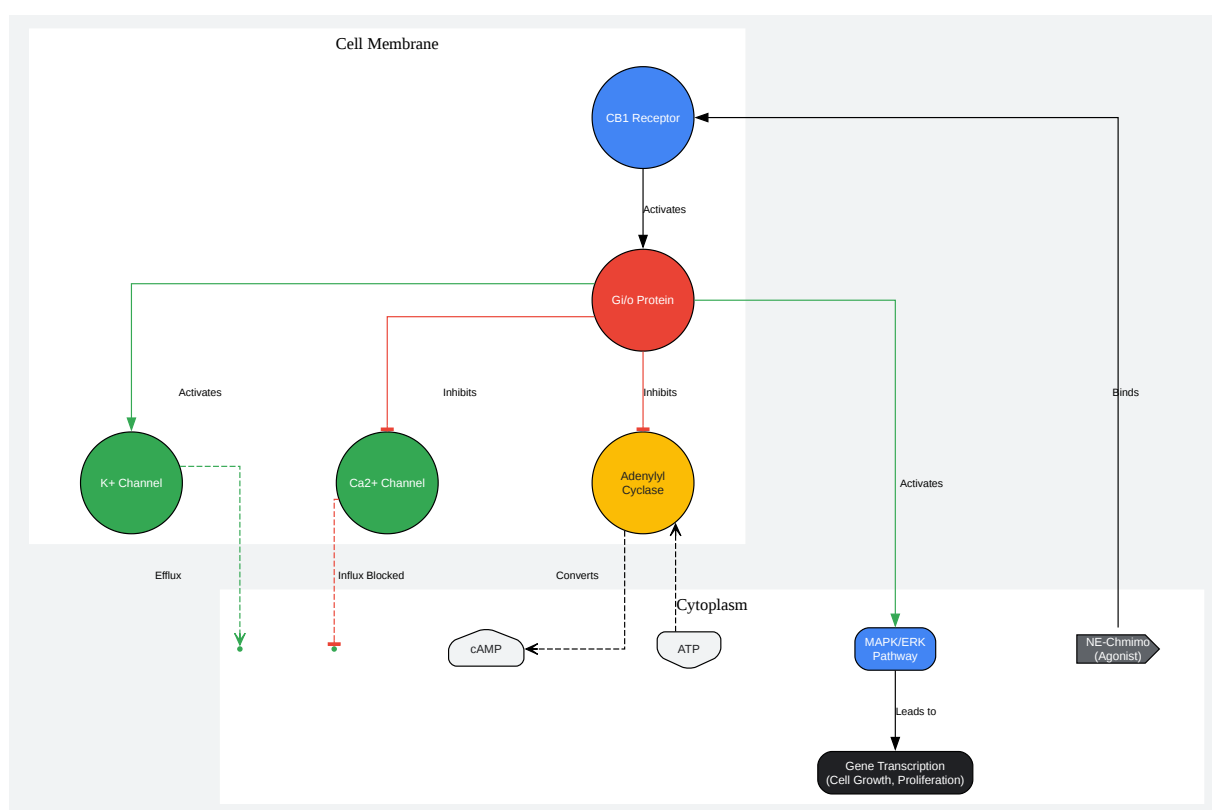 Cell Membrane
CB1 Receptor
Activates
Gi/o Protein
Activates
Inhibits
Inhibits
Binds
K+ Channel
Ca2+ Channel
Adenylyl
Cyclase
Activates
Efflux
Influx Blocked
Converts
Cytoplasm
cAMP
ATP
MAPK/ERK
Pathway
NE-Chmimo
(Agonist)
Leads to
Gene Transcription
(Cell Growth, Proliferation)